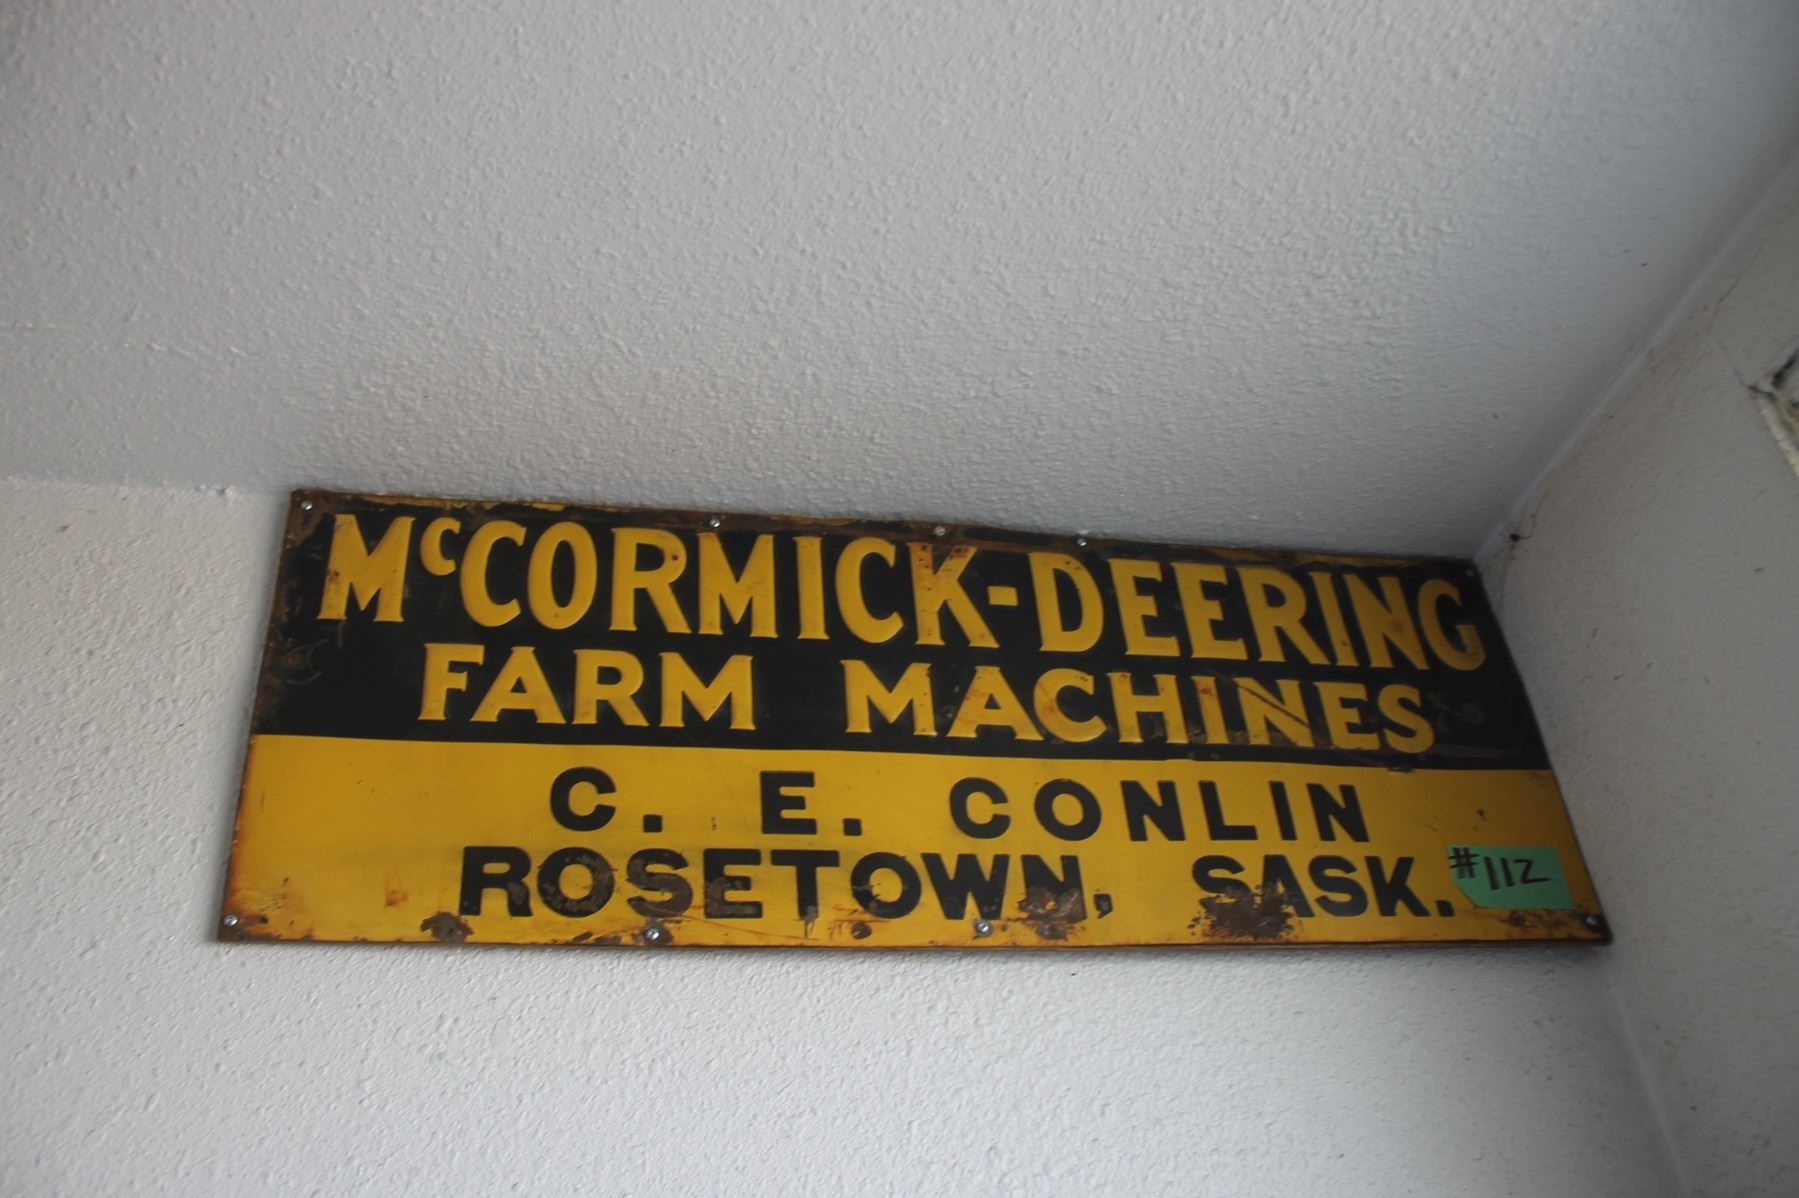 McCORMICK-DEERING
FARM MACHINES
C. E. CONLIN
ROSETOWN, SASK.
#112